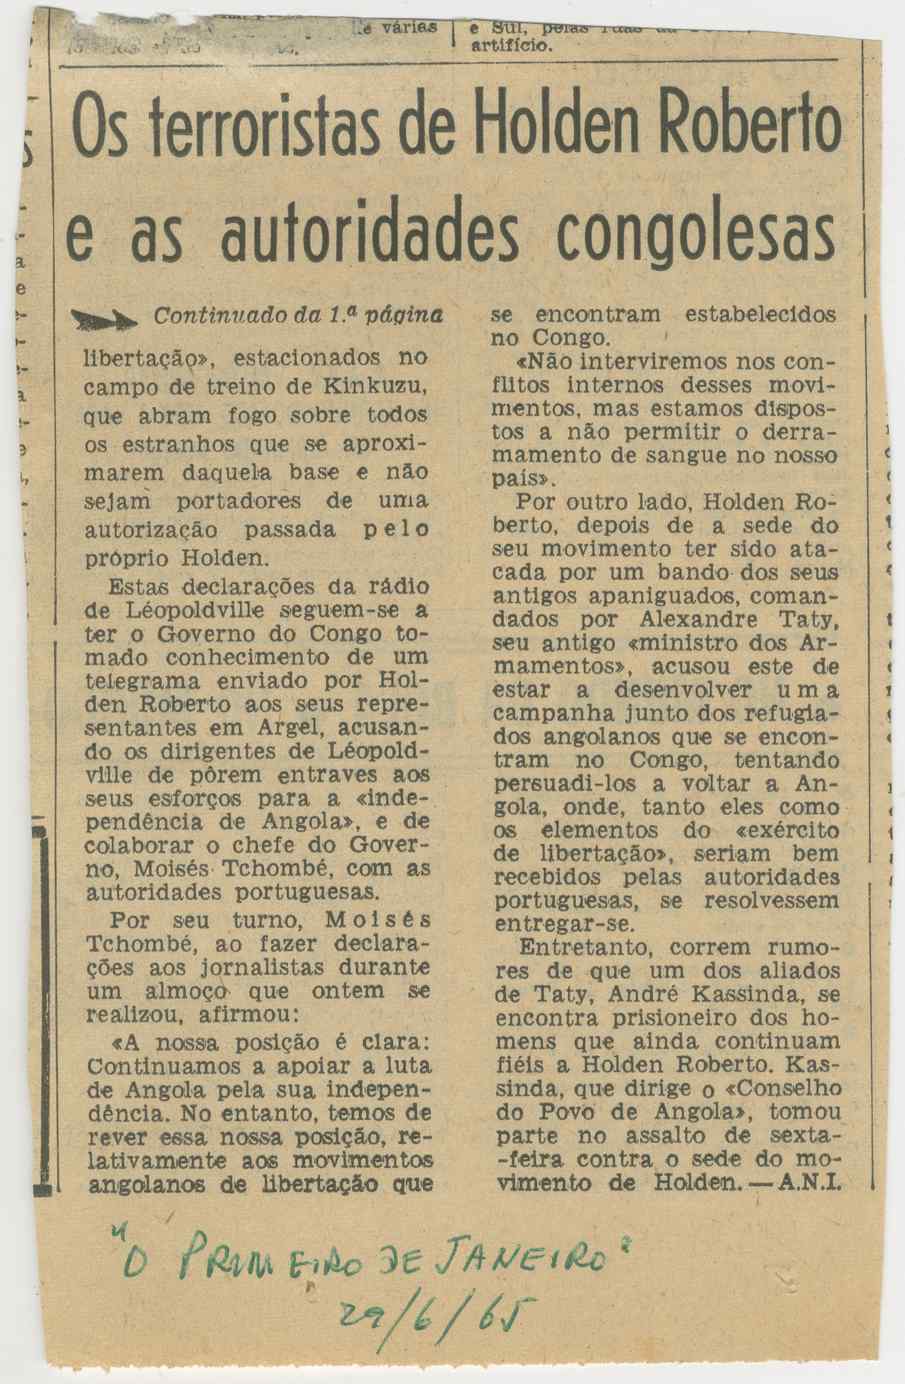 várias
e Sul, pelas
artifício.
Os terroristas de Holden Roberto
e as autoridades congolesas
Continuado da 1.ª página
libertação», estacionados no
campo de treino de Kinkuzu,
que abram fogo sobre todos
os estranhos que se aproxi-
marem daquela base e não
sejam portadores de uma
autorização passada pelo
próprio Holden.
Estas declarações da rádio
de Léopoldville seguem-se a
ter o Governo do Congo to-
mado conhecimento de um
telegrama enviado por Hol-
den Roberto aos seus repre-
sentantes em Argel, acusan-
do os dirigentes de Léopold-
ville de pôrem entraves aos
seus esforços para a «inde-
pendência de Angola», e de
colaborar o chefe do Gover-
no, Moisés Tchombé, com as
autoridades portuguesas.
Por seu turno, Moisés
Tchombé, ao fazer declara-
ções aos jornalistas durante
um almoço que ontem se
realizou, afirmou:
«A nossa posição é clara:
Continuamos a apoiar a luta
de Angola pela sua indepen-
dência. No entanto, temos de
rever essa nossa posição, re-
lativamente aos movimentos
angolanos de libertação que
se encontram estabelecidos
no Congo.
«Não interviremos nos con-
flitos internos desses movi-
mentos, mas estamos dispos-
tos a não permitir o derra-
mamento de sangue no nosso
país».
Por outro lado, Holden Ro-
berto, depois de a sede do
seu movimento ter sido ata-
cada por um bando dos seus
antigos apaniguados, coman-
dados por Alexandre Taty,
seu antigo «ministro dos Ar-
mamentos», acusou este de
estar a desenvolver uma
campanha junto dos refugia-
dos angolanos que se encon-
tram no Congo, tentando
persuadi-los a voltar a An-
gola, onde, tanto eles como
os elementos do «exército
de libertação», seriam bem
recebidos pelas autoridades
portuguesas, se resolvessem
entregar-se.
Entretanto, correm rumo-
res de que um dos aliados
de Taty, André Kassinda, se
encontra prisioneiro dos ho-
mens que ainda continuam
fiéis a Holden Roberto. Kas-
sinda, que dirige o «Conselho
do Povo de Angola», tomou
parte no assalto de sexta-
-feira contra o sede do mo-
vimento de Holden. — A.N.I.
"O PRIMEIRO DE JANEIRO"
29/6/65